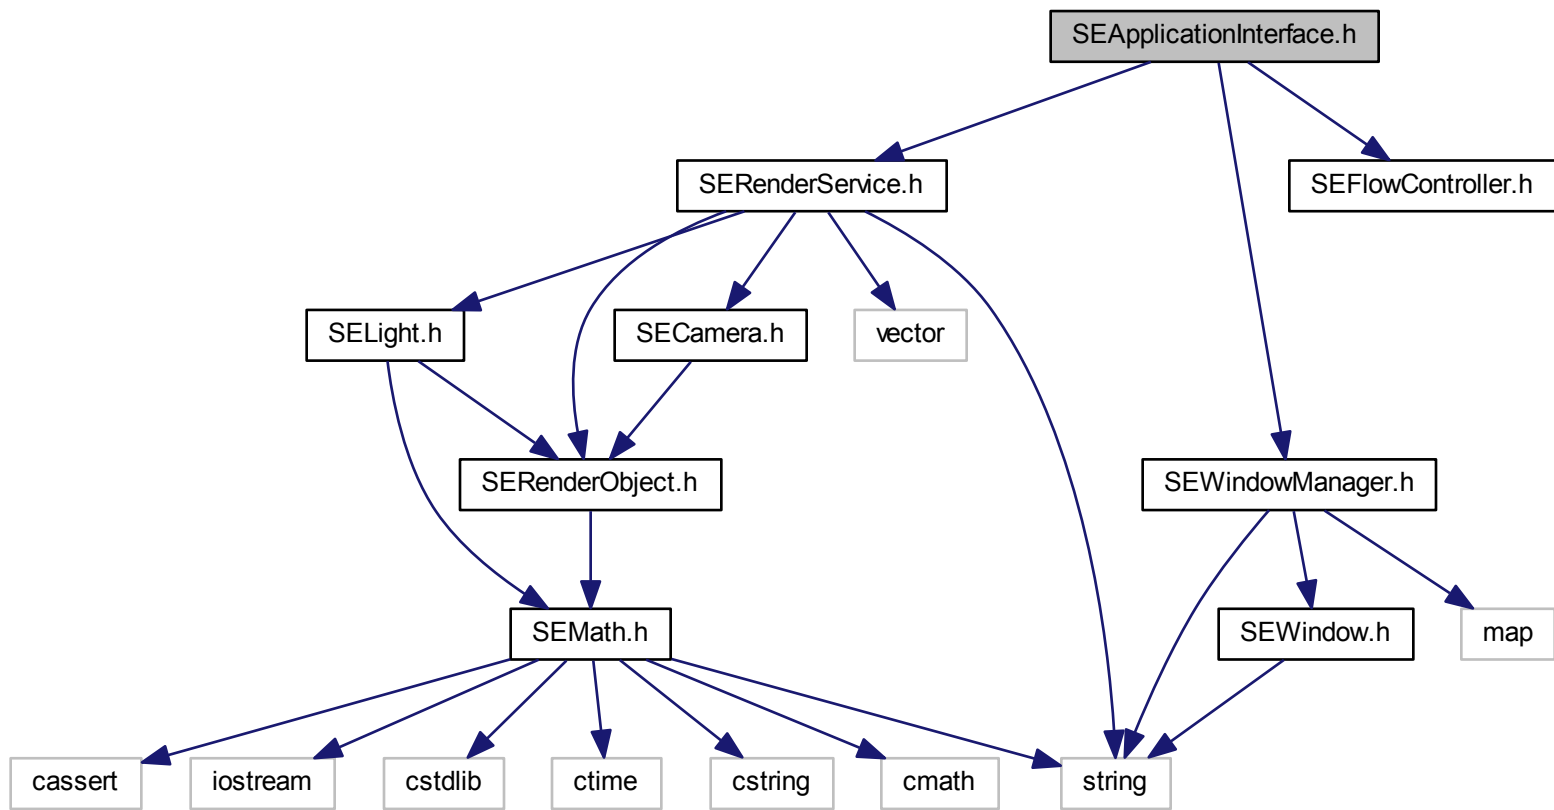 SEApplicationInterface.h
SERenderService.h
SEFlowController.h
SELight.h
SECamera.h
vector
SERenderObject.h
SEWindowManager.h
SEMath.h
SEWindow.h
map
cassert
iostream
cstdlib
ctime
cstring
cmath
string